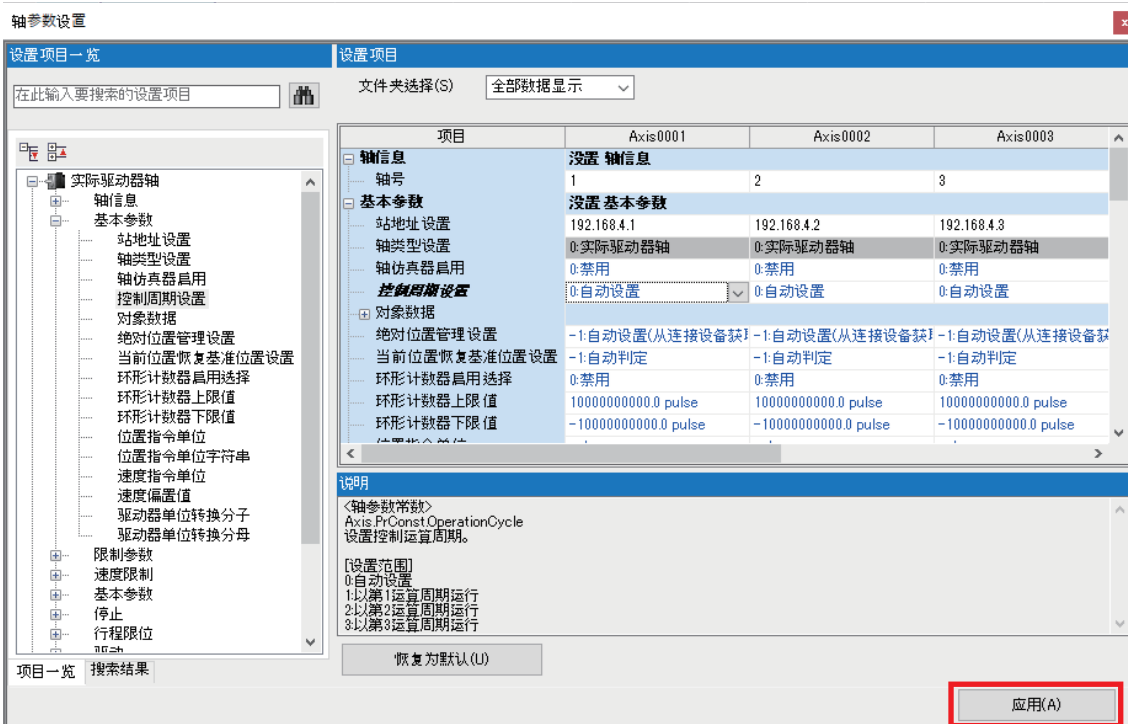 轴参数设置
x
设置项目一览
设置项目
在此输入要搜索的设置项目
文件夹选择(S)
全部数据显示
实际驱动器轴
轴信息
基本参数
站地址设置
轴类型设置
轴仿真器启用
控制周期设置
对象数据
绝对位置管理设置
当前位置恢复基准位置设置
环形计数器启用选择
环形计数器上限值
环形计数器下限值
位置指令单位
位置指令单位字符串
速度指令单位
速度偏置值
驱动器单位转换分子
驱动器单位转换分母
限制参数
速度限制
基本参数
停止
行程限位
项目一览 搜索结果
项目 Axis0001 Axis0002 Axis0003
轴信息 没置 轴信息
轴号 1 2 3
基本参数 没置 基本参数
站地址设置 192.168.4.1 192.168.4.2 192.168.4.3
轴类型设置 0:实际驱动器轴 0:实际驱动器轴 0:实际驱动器轴
轴仿真器启用 0:禁用 0:禁用 0:禁用
控制周期设置 0:自动设置 0:自动设置 0:自动设置
对象数据
绝对位置管理设置 -1:自动设置(从连接设备获 -1:自动设置(从连接设备获 -1:自动设置(从连接设备获
当前位置恢复基准位置设置 -1:自动判定 -1:自动判定 -1:自动判定
环形计数器启用选择 0:禁用 0:禁用 0:禁用
环形计数器上限值 10000000000.0 pulse 10000000000.0 pulse 10000000000.0 pulse
环形计数器下限值 -10000000000.0 pulse -10000000000.0 pulse -10000000000.0 pulse
说明
<轴参数常数>
Axis.PrConst.OperationCycle
设置控制运算周期。
[设置范围]
0:自动设置
1:以第1运算周期运行
2:以第2运算周期运行
3:以第3运算周期运行
恢复为默认(U)
应用(A)